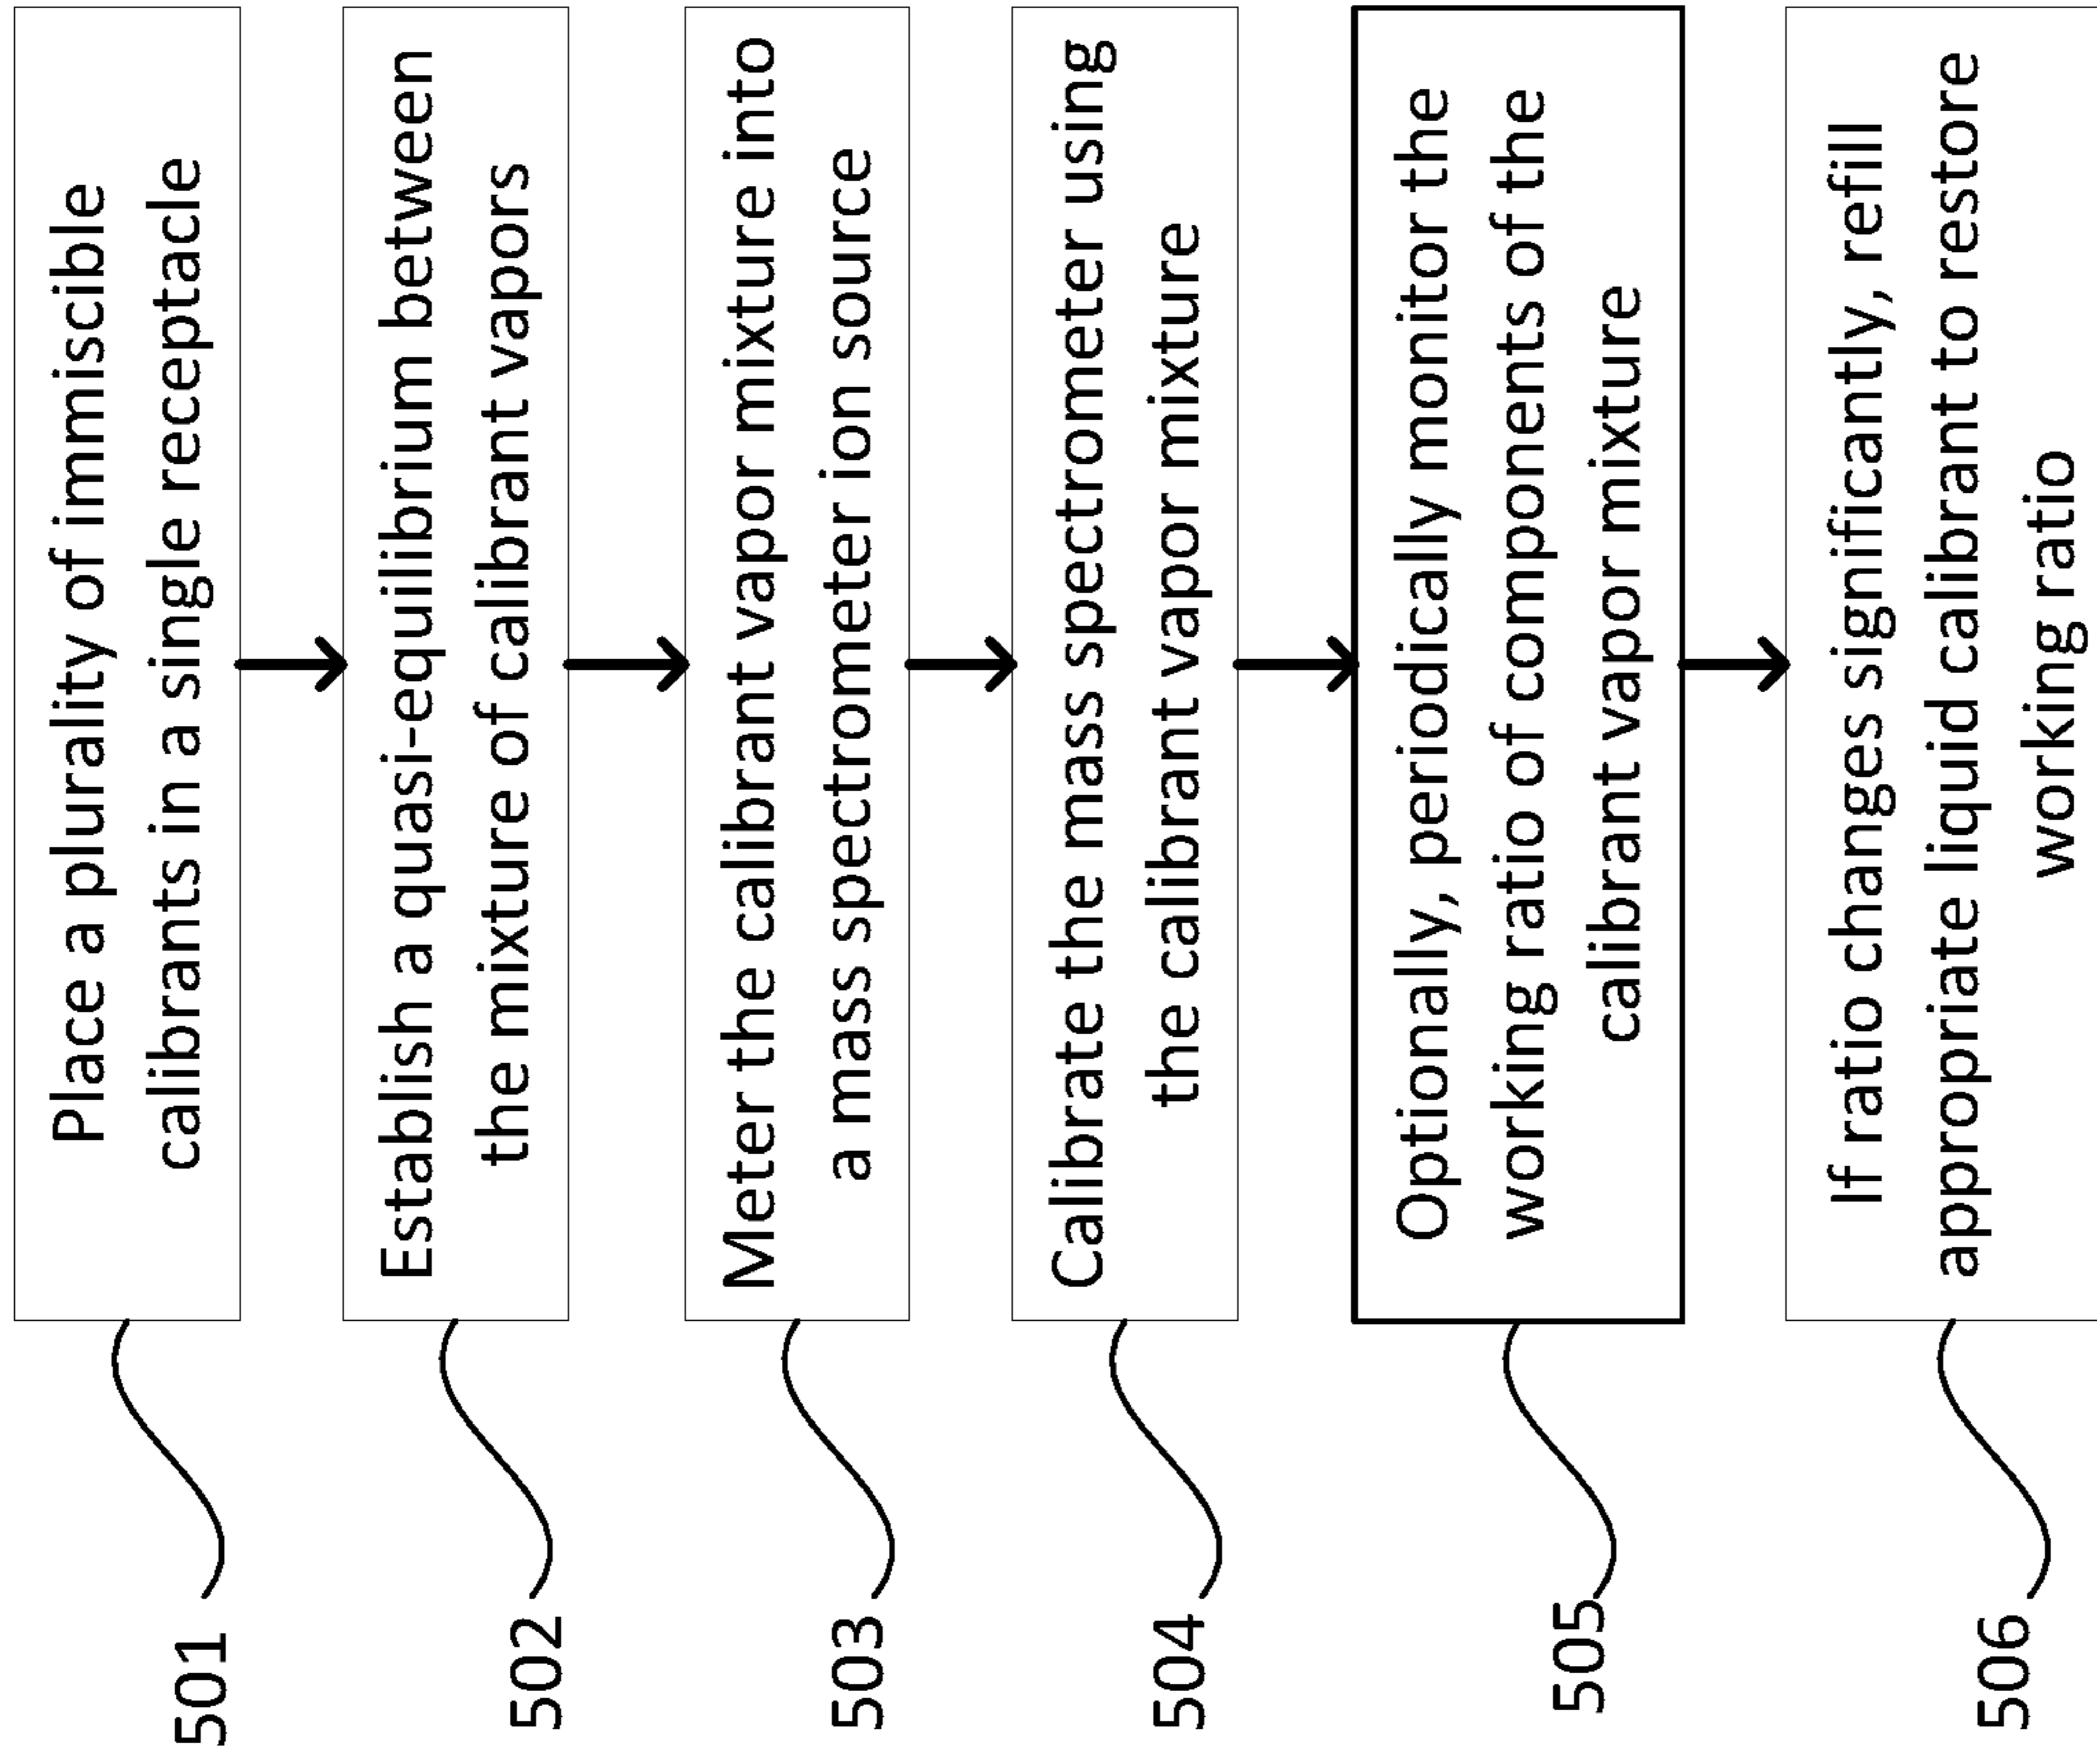 501
Place a plurality of immiscible
calibrants in a single receptacle
502
Establish a quasi-equilibrium between
the mixture of calibrant vapors
503
Meter the calibrant vapor mixture into
a mass spectrometer ion source
504
Calibrate the mass spectrometer using
the calibrant vapor mixture
505
Optionally, periodically monitor the
working ratio of components of the
calibrant vapor mixture
506
If ratio changes significantly, refill
appropriate liquid calibrant to restore
working ratio